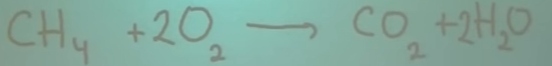 CH₄ +2O₂ ⟶ CO₂ +2H₂O